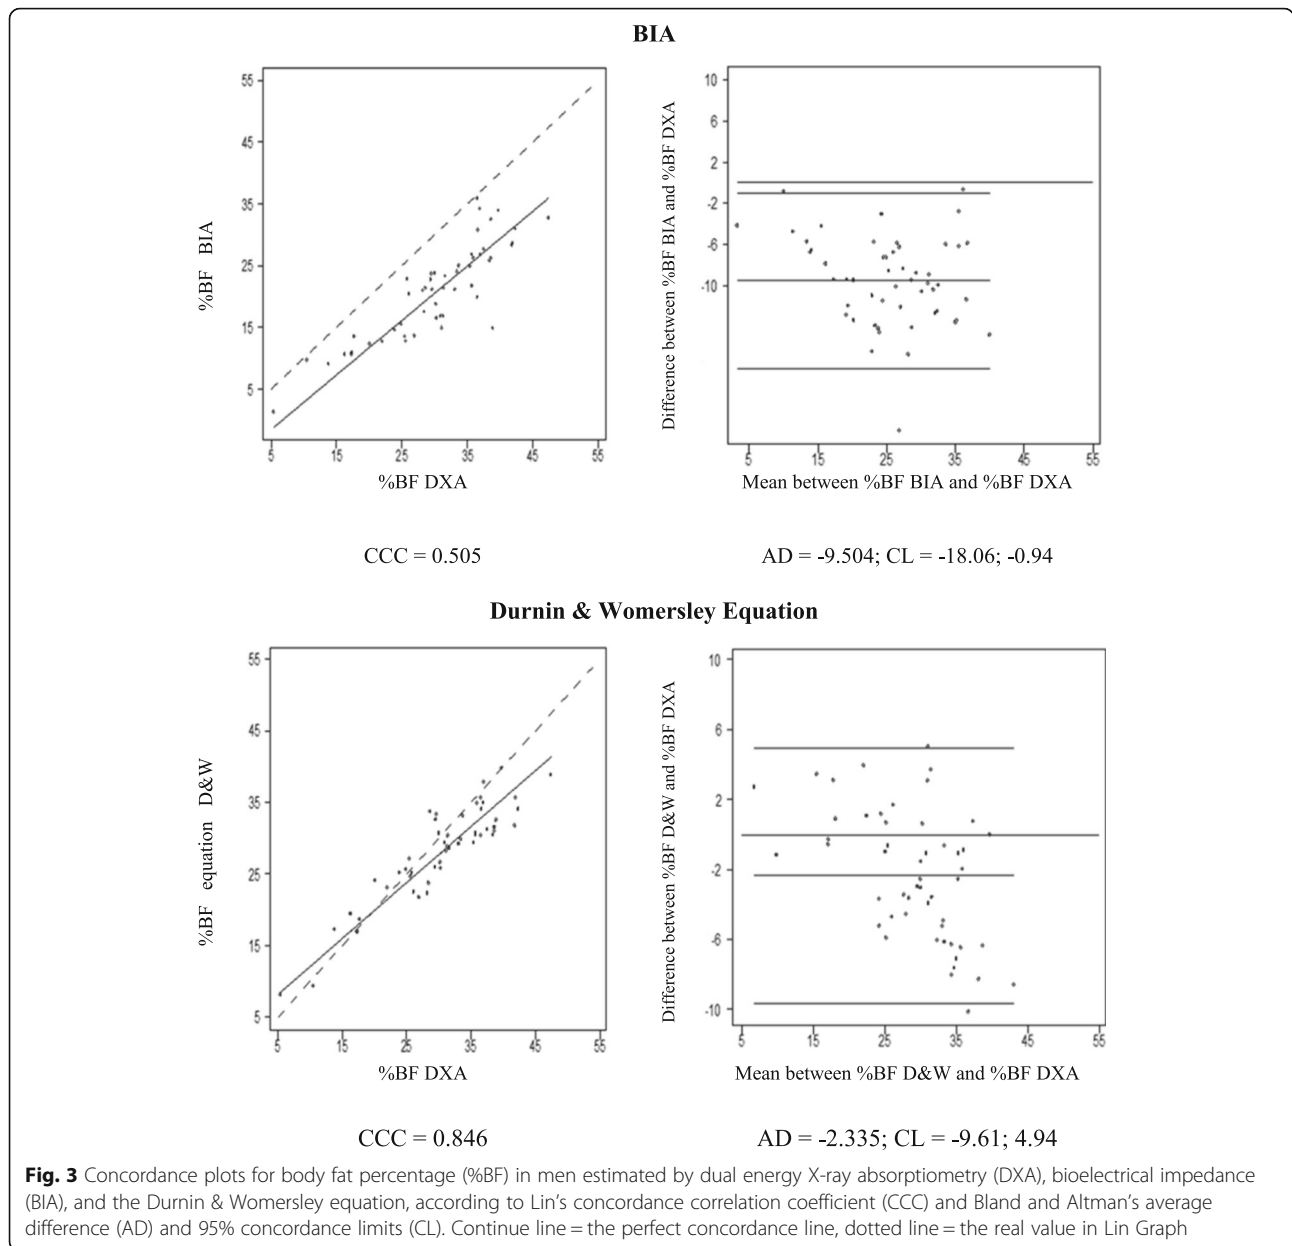 BIA
55
45
35
25
15
5
%BF BIA
5 15 25 35 45 55
%BF DXA
CCC = 0.505
10
6
2
-2
-6
-10
Difference between %BF BIA and %BF DXA
5 15 25 35 45 55
Mean between %BF BIA and %BF DXA
AD = -9.504; CL = -18.06; -0.94
Durnin & Womersley Equation
55
45
35
25
15
5
%BF equation D&W
5 15 25 35 45 55
%BF DXA
CCC = 0.846
10
6
2
-2
-6
-10
Difference between %BF D&W and %BF DXA
5 15 25 35 45 55
Mean between %BF D&W and %BF DXA
AD = -2.335; CL = -9.61; 4.94
Fig. 3 Concordance plots for body fat percentage (%BF) in men estimated by dual energy X-ray absorptiometry (DXA), bioelectrical impedance
(BIA), and the Durnin & Womersley equation, according to Lin's concordance correlation coefficient (CCC) and Bland and Altman's average
difference (AD) and 95% concordance limits (CL). Continue line = the perfect concordance line, dotted line = the real value in Lin Graph